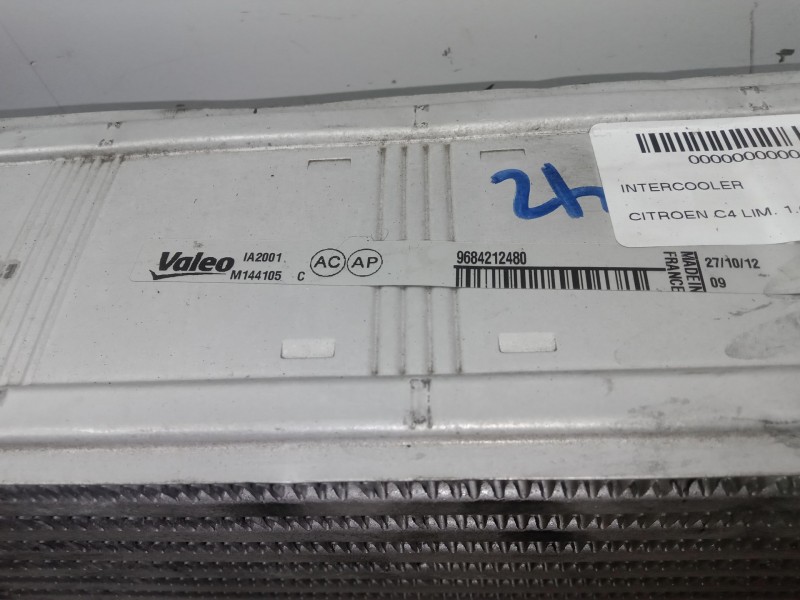 0000000000
INTERCOOLER
CITROEN C4 LIM. 1.
Valeo
IA2001
M144105 C
AC AP
9684212480
MADE IN
FRANCE
27/10/12
09